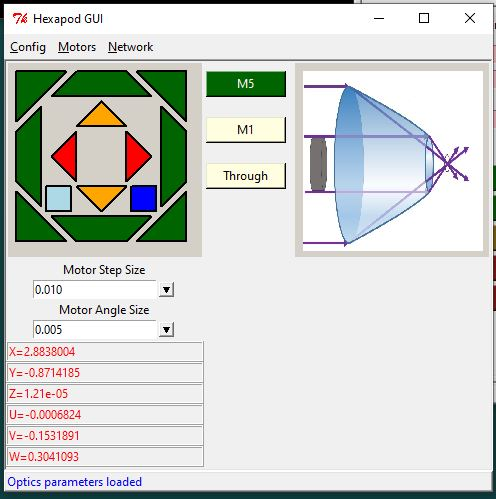 Hexapod GUI
Config Motors Network
M5
M1
Through
Motor Step Size
0.010
Motor Angle Size
0.005
X=2.8838004
Y=-0.8714185
Z=1.21e-05
U=-0.0006824
V=-0.1531891
W=0.3041093
Optics parameters loaded